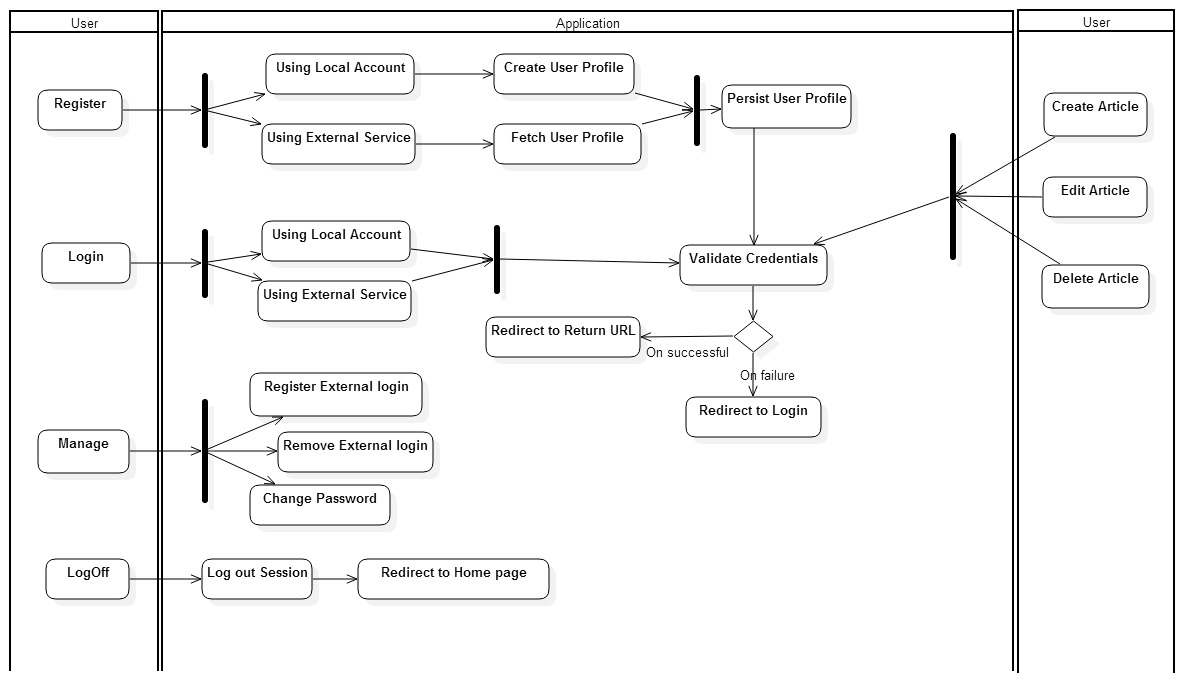 User
Application
User
Register
Using Local Account
Create User Profile
Persist User Profile
Using External Service
Fetch User Profile
Create Article
Edit Article
Delete Article
Login
Using Local Account
Using External Service
Validate Credentials
Redirect to Return URL
On successful
On failure
Redirect to Login
Manage
Register External login
Remove External login
Change Password
LogOff
Log out Session
Redirect to Home page